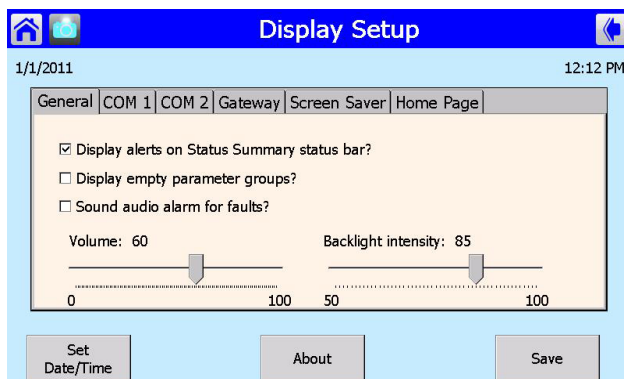 Display Setup
1/1/2011 12:12 PM
General COM 1 COM 2 Gateway Screen Saver Home Page
Display alerts on Status Summary status bar?
Display empty parameter groups?
Sound audio alarm for faults?
Volume: 60 Backlight intensity: 85
0 100 50 100
Set
Date/Time
About
Save